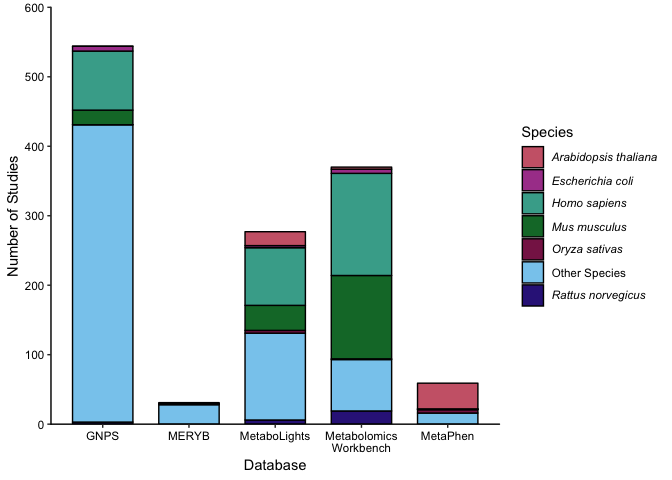 600
500
400
300
200
100
0
Number of Studies
GNPS
MERYB
MetaboLights
Metabolomics
Workbench
MetaPhen
Database
Species
Arabidopsis thaliana
Escherichia coli
Homo sapiens
Mus musculus
Oryza sativas
Other Species
Rattus norvegicus